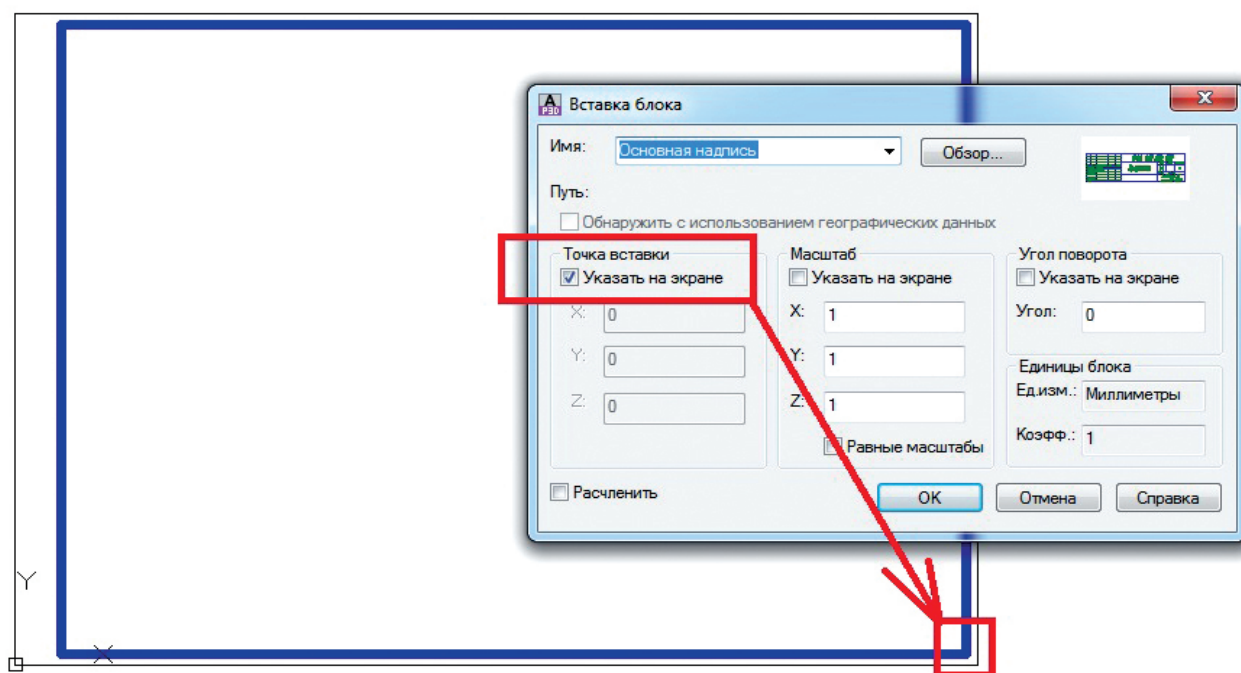 Вставка блока
Имя: Основная надпись Обзор...
Путь:
Обнаружить с использованием географических данных
Точка вставки Масштаб Угол поворота
Указать на экране Указать на экране Указать на экране
X: 0 X: 1 Угол: 0
Y: 0 Y: 1 Единицы блока
Ед.изм.: Миллиметры
Z: 0 Z: 1
Коэфф.: 1
Равные масштабы
Расчленить OK Отмена Справка
Y
X